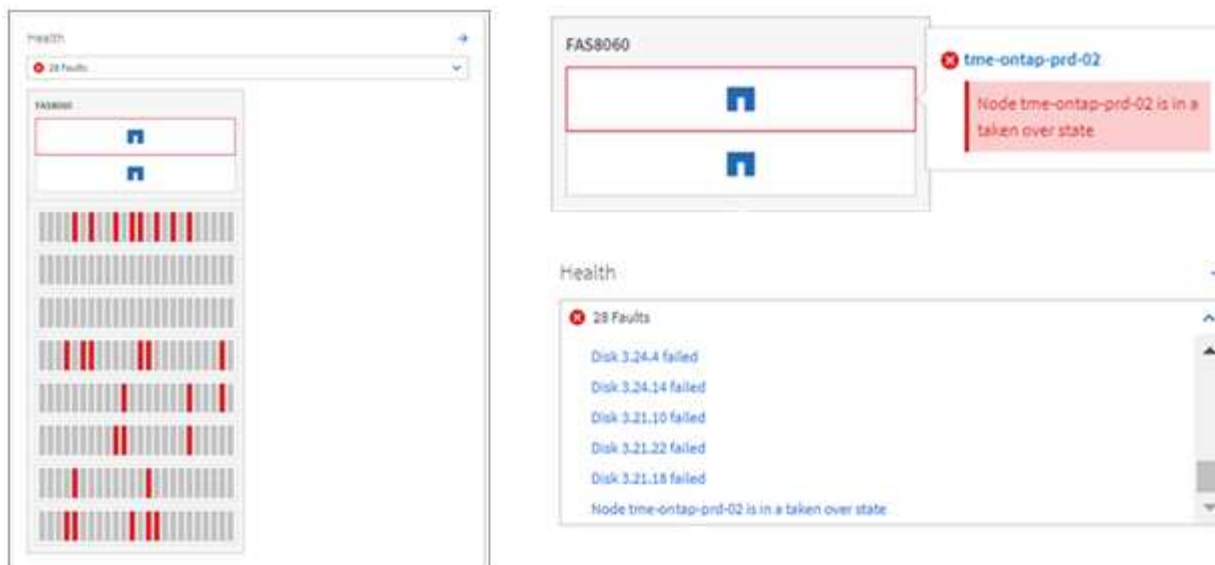 Health
28 Faults
FAS8060
FAS8060
tme-ontap-prd-02
Node tme-ontap-prd-02 is in a
taken over state
Health
28 Faults
Disk 3.24.4 failed
Disk 3.24.14 failed
Disk 3.21.10 failed
Disk 3.21.22 failed
Disk 3.21.18 failed
Node tme-ontap-prd-02 is in a taken over state